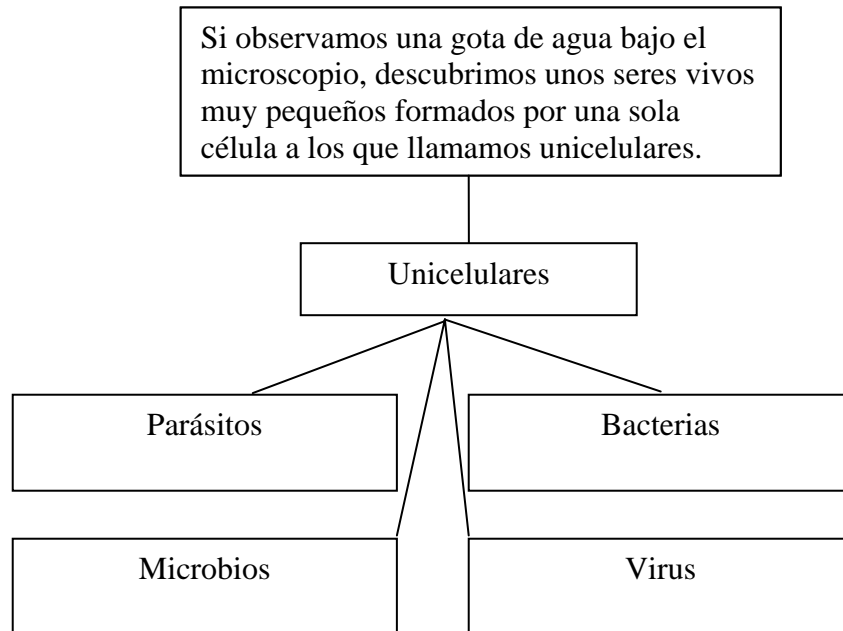 Si observamos una gota de agua bajo el
microscopio, descubrimos unos seres vivos
muy pequeños formados por una sola
célula a los que llamamos unicelulares.
Unicelulares
Parásitos
Bacterias
Microbios
Virus